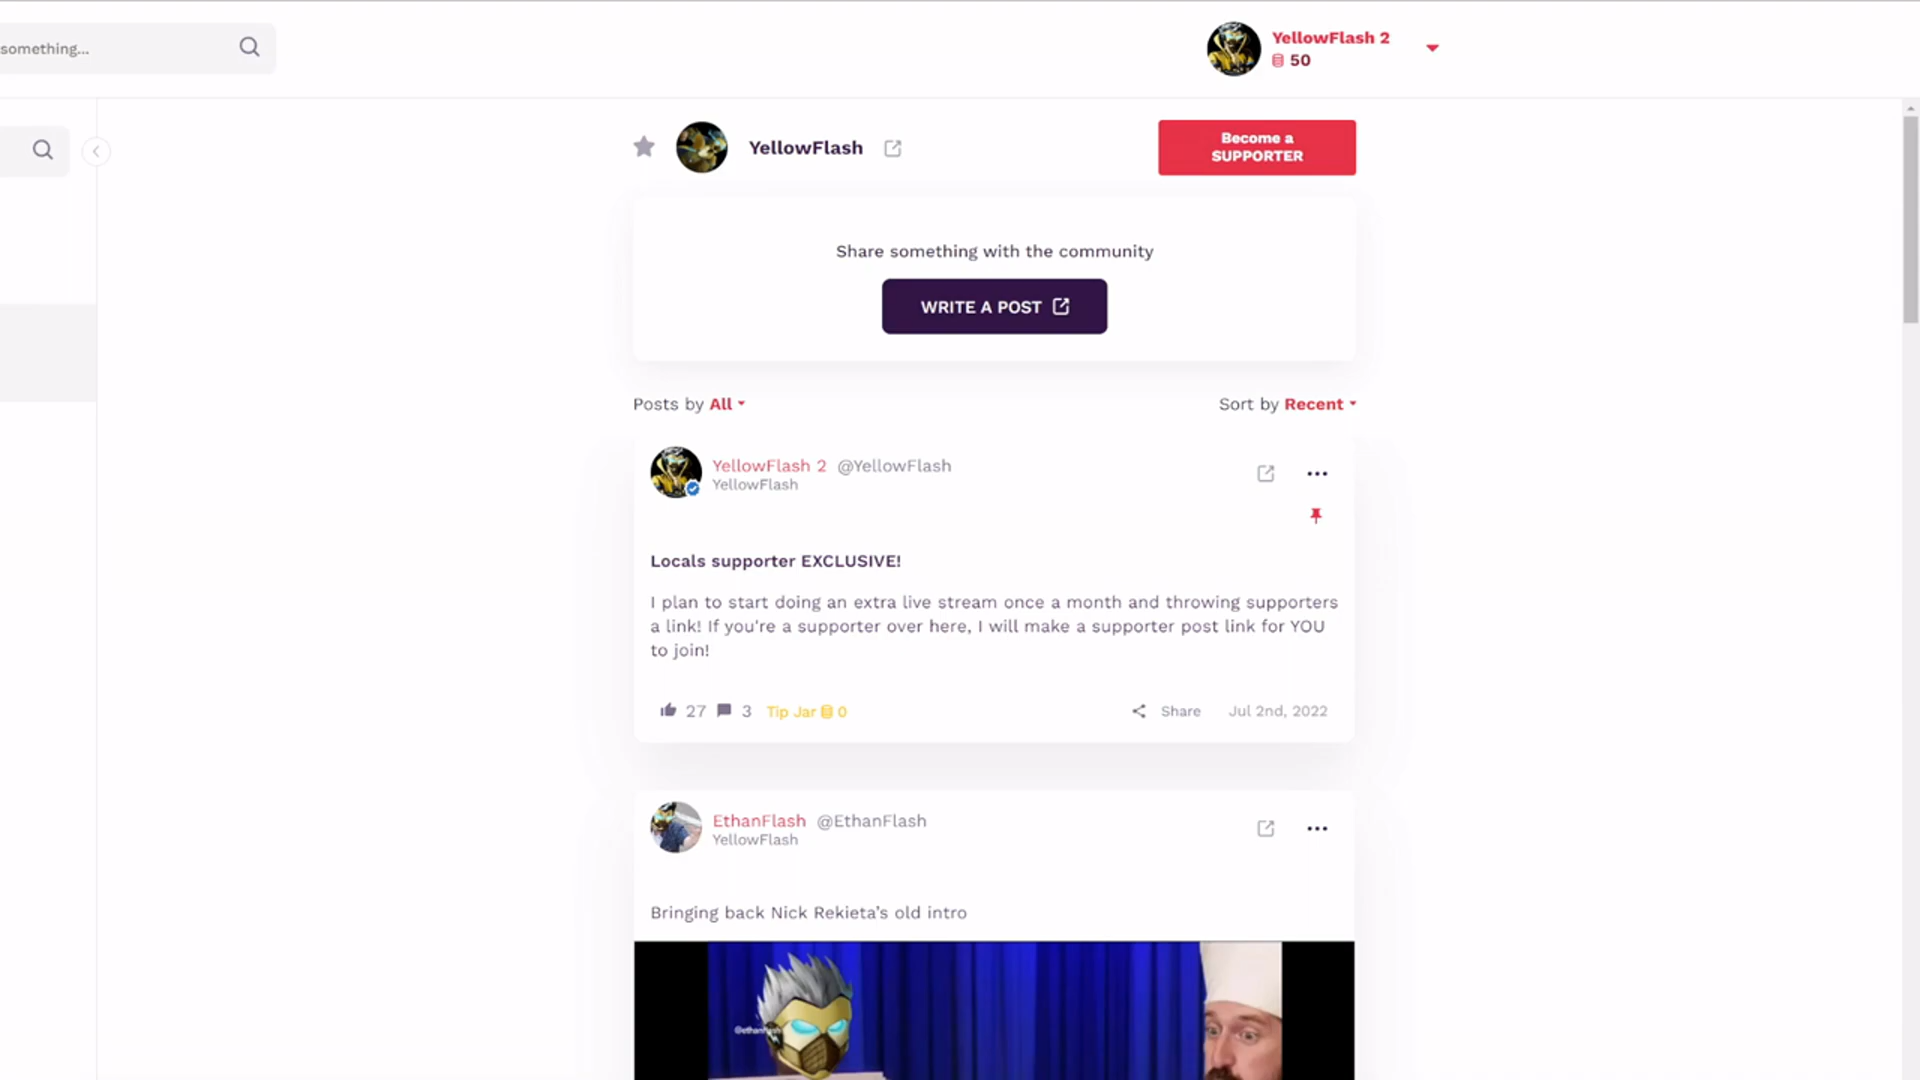 something...
YellowFlash 2
50
YellowFlash
Become a
SUPPORTER
Share something with the community
WRITE A POST
Posts by All
Sort by Recent
YellowFlash 2 @YellowFlash
YellowFlash
Locals supporter EXCLUSIVE!
I plan to start doing an extra live stream once a month and throwing supporters
a link! If you're a supporter over here, I will make a supporter post link for YOU
to join!
27 3 Tip Jar 0
Share Jul 2nd, 2022
EthanFlash @EthanFlash
YellowFlash
Bringing back Nick Rekieta's old intro